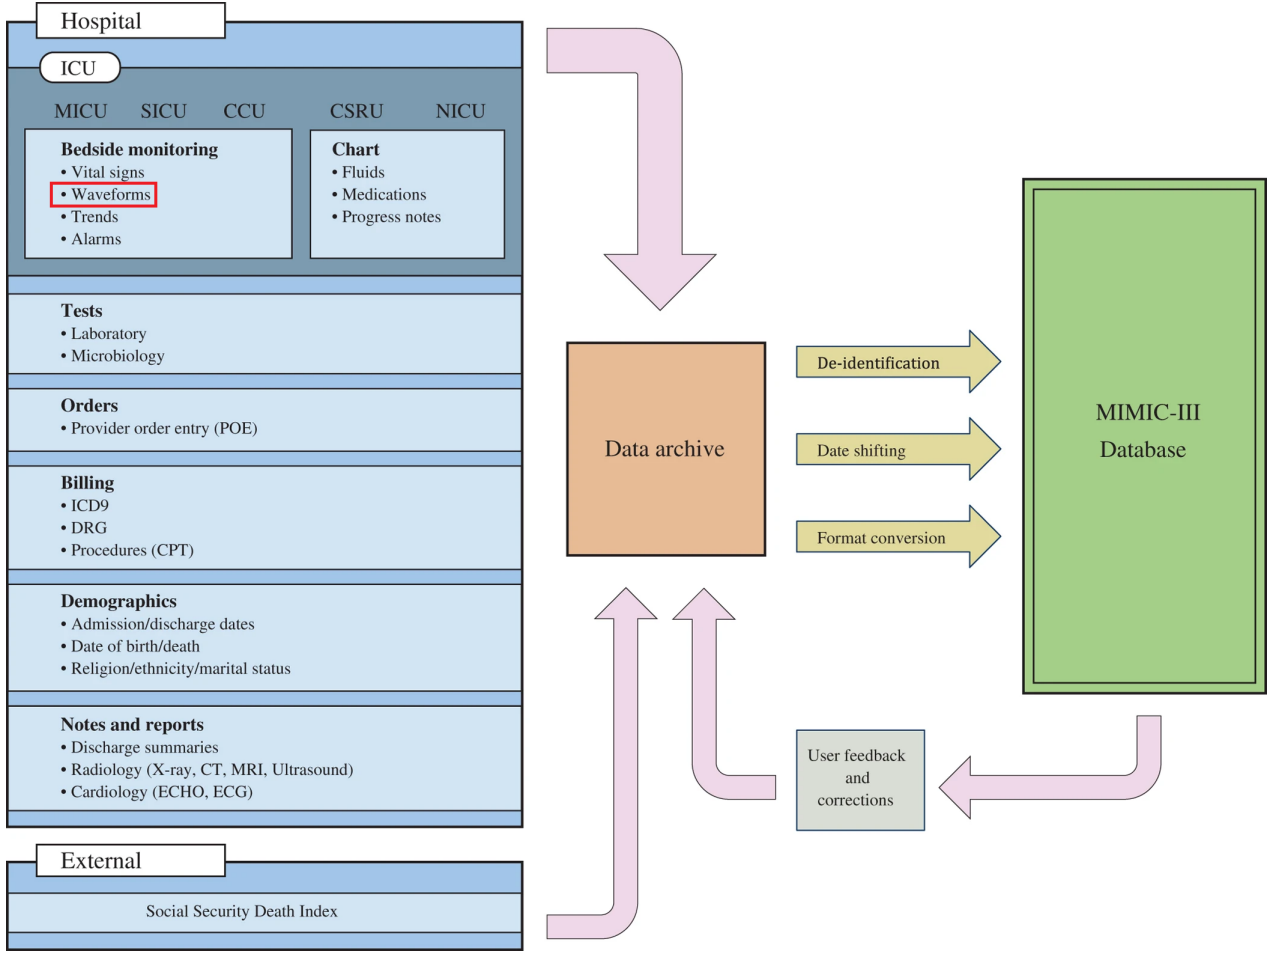 Hospital
ICU
MICU SICU CCU CSRU NICU
Bedside monitoring
• Vital signs
• Waveforms
• Trends
• Alarms
Chart
• Fluids
• Medications
• Progress notes
Tests
• Laboratory
• Microbiology
Orders
• Provider order entry (POE)
Billing
• ICD9
• DRG
• Procedures (CPT)
Demographics
• Admission/discharge dates
• Date of birth/death
• Religion/ethnicity/marital status
Notes and reports
• Discharge summaries
• Radiology (X-ray, CT, MRI, Ultrasound)
• Cardiology (ECHO, ECG)
External
Social Security Death Index
Data archive
De-identification
Date shifting
Format conversion
MIMIC-III
Database
User feedback
and
corrections